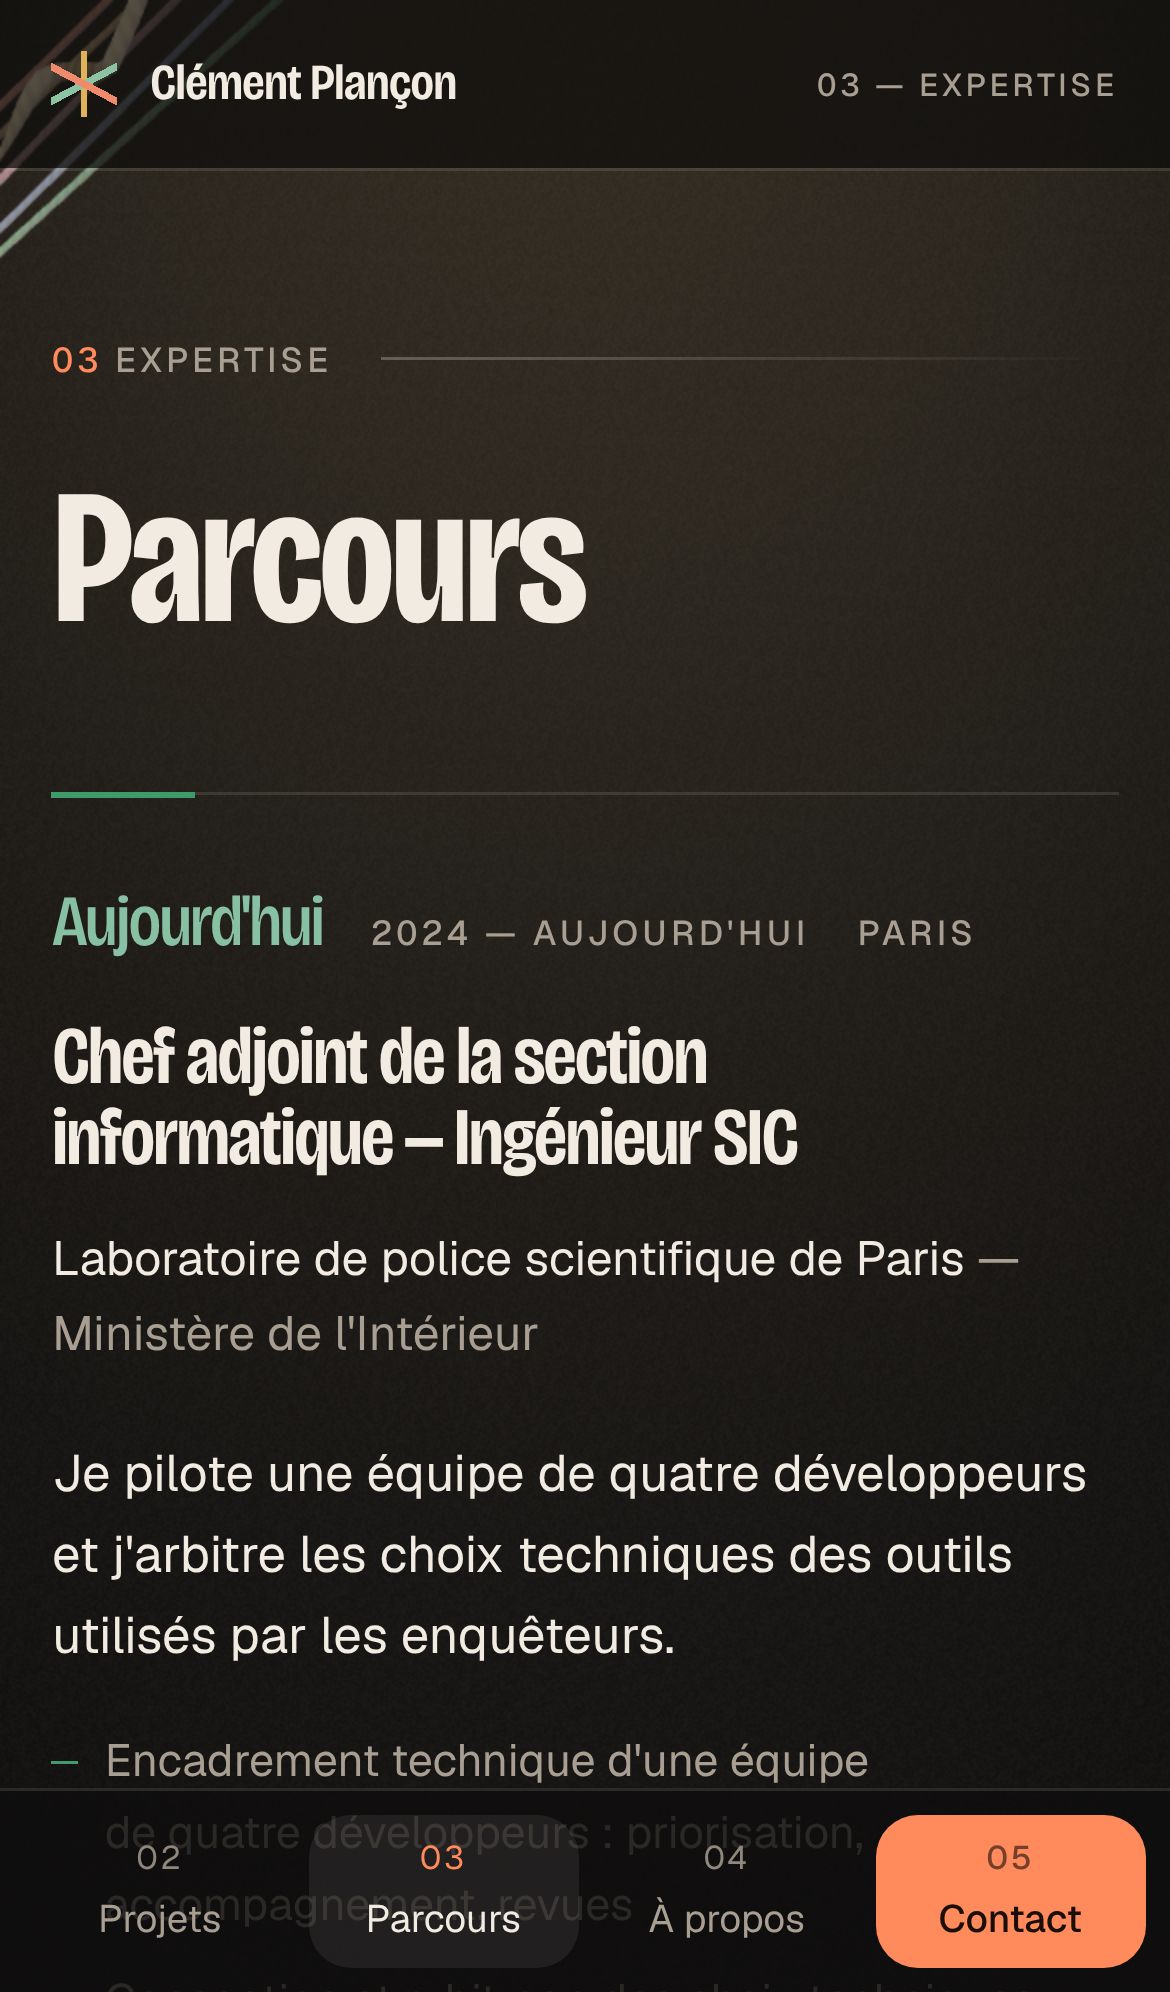 Clément Plançon
03 — EXPERTISE
03 EXPERTISE
Parcours
Aujourd'hui 2024 — AUJOURD'HUI PARIS
Chef adjoint de la section
informatique — Ingénieur SIC
Laboratoire de police scientifique de Paris —
Ministère de l'Intérieur
Je pilote une équipe de quatre développeurs
et j'arbitre les choix techniques des outils
utilisés par les enquêteurs.
— Encadrement technique d'une équipe
de quatre développeurs : priorisation,
accompagnement, revues
02 03 04 05
Projets Parcours À propos Contact